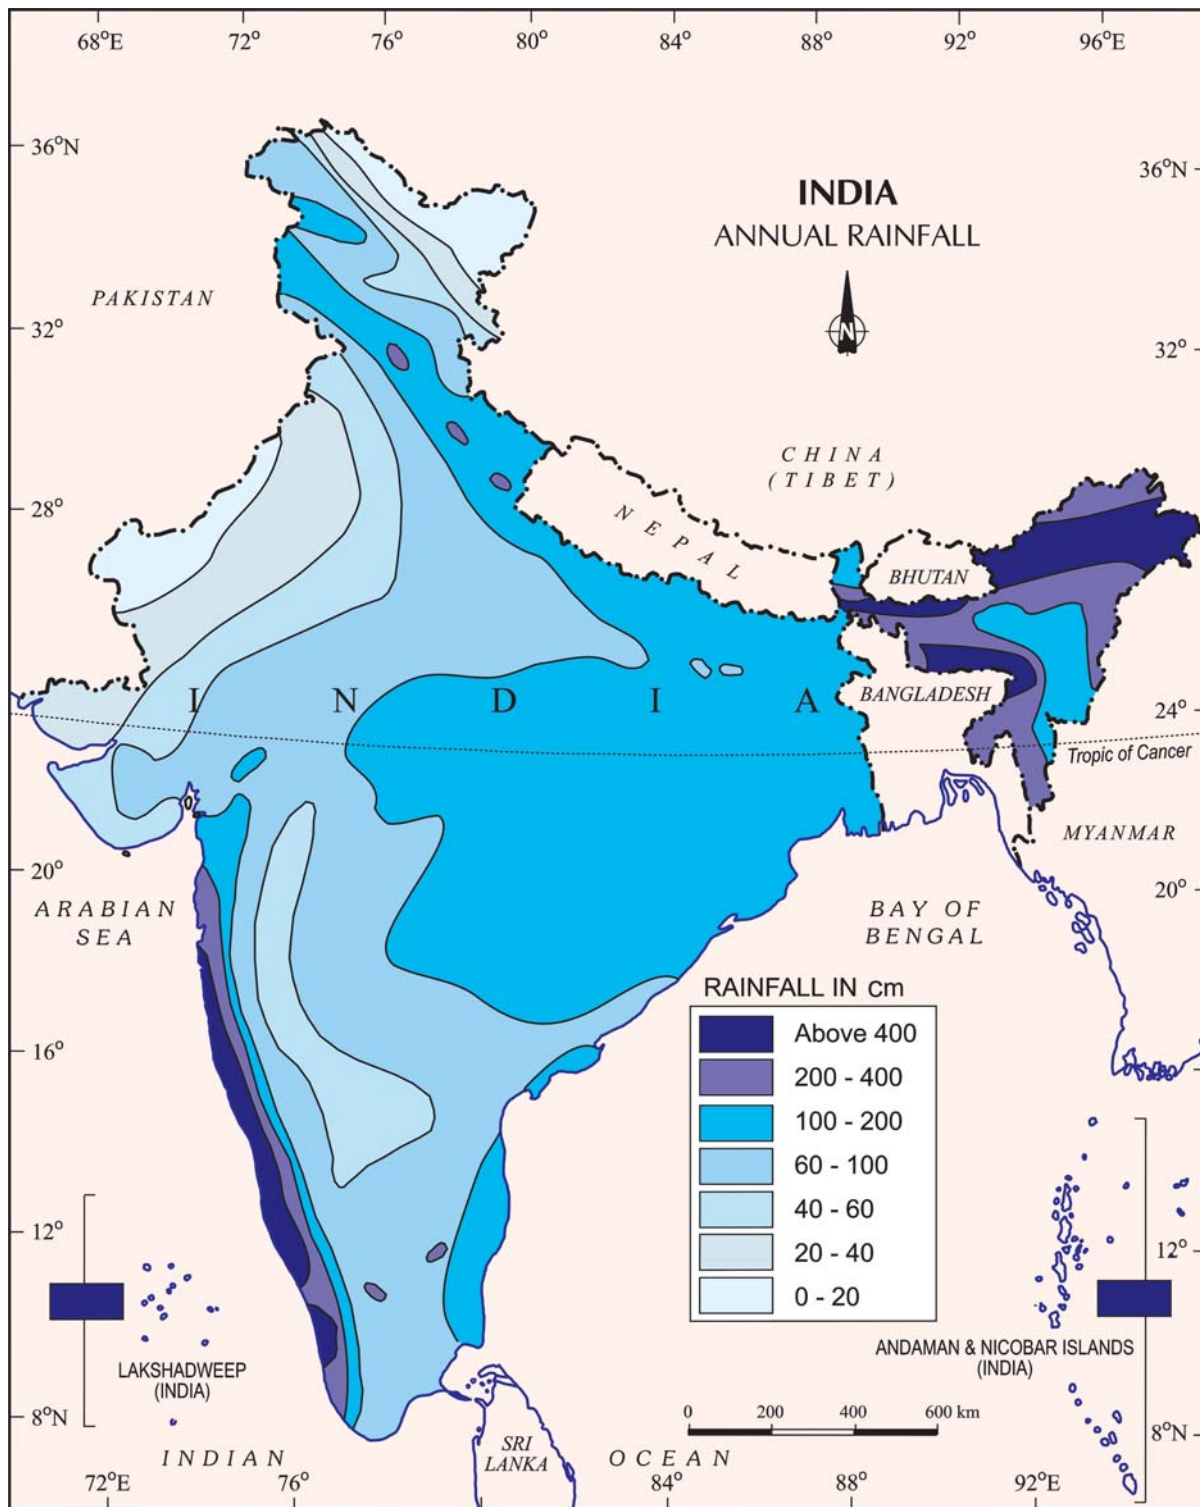 68°E 72° 76° 80° 84° 88° 92° 96°E
36°N
36°N
INDIA
ANNUAL RAINFALL
N
PAKISTAN
32°
32°
CHINA
(TIBET)
28°
NEPAL
BHUTAN
INDIA
BANGLADESH
24°
Tropic of Cancer
MYANMAR
20°
20°
ARABIAN
SEA
BAY OF
BENGAL
RAINFALL IN cm
Above 400
200 - 400
100 - 200
60 - 100
40 - 60
20 - 40
0 - 20
16°
12°
12°
LAKSHADWEEP
(INDIA)
ANDAMAN & NICOBAR ISLANDS
(INDIA)
0 200 400 600 km
8°N
8°N
SRI
LANKA
INDIAN OCEAN
72°E 76° 84° 88° 92°E